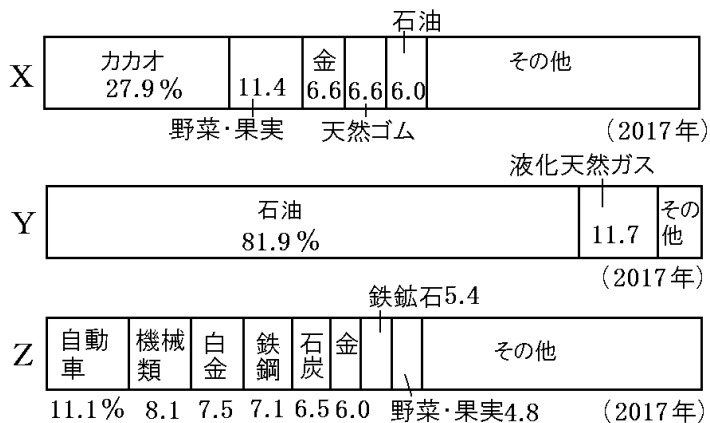 石油
X
カカオ
27.9%
11.4
金
6.6
6.6
6.0
その他
野菜・果実
天然ゴム
(2017年)
液化天然ガス
Y
石油
81.9%
11.7
その他
(2017年)
鉄鉱石5.4
Z
自動車
機械類
白金
鉄鋼
石炭
金
その他
11.1%
8.1
7.5
7.1
6.5
6.0
野菜・果実4.8
(2017年)